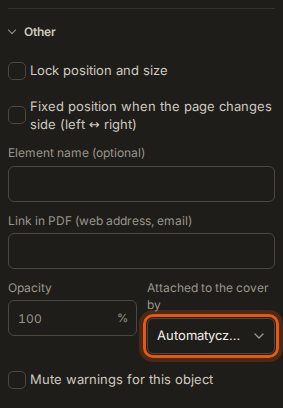 Other
Lock position and size
Fixed position when the page changes
side (left ↔ right)
Element name (optional)
Link in PDF (web address, email)
Opacity
Attached to the cover
by
100 %
Automatycz...
Mute warnings for this object